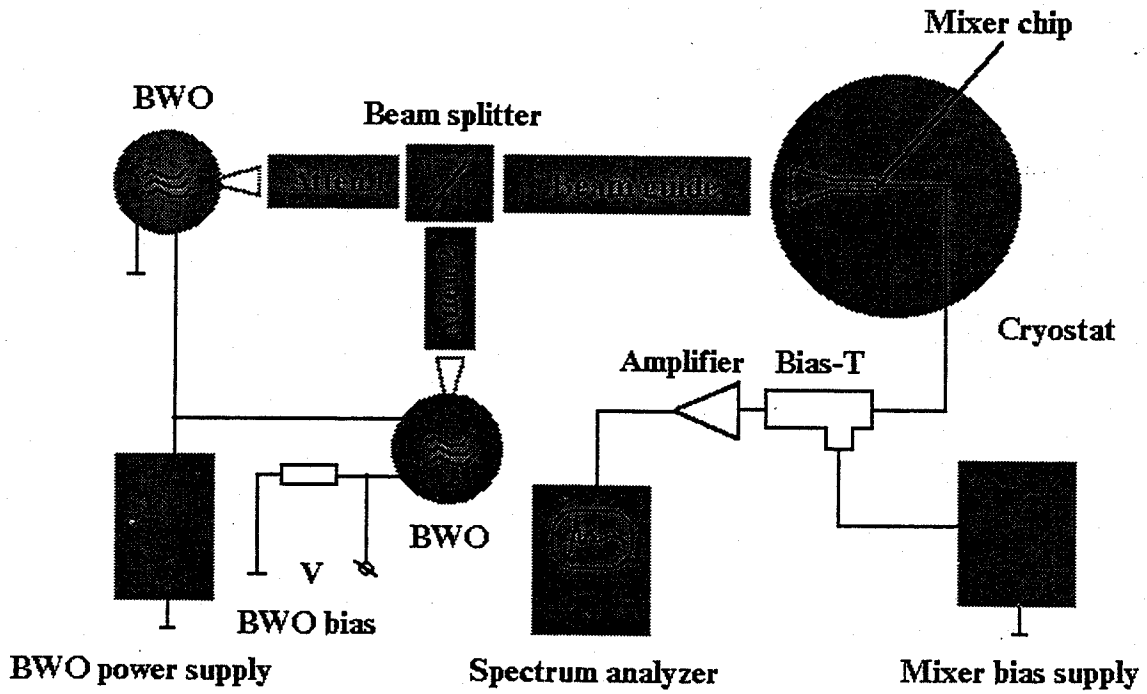 Mixer chip
BWO
Beam splitter
Beam guide
Cryostat
Amplifier
Bias-T
BWO
V
BWO bias
BWO power supply
Spectrum analyzer
Mixer bias supply